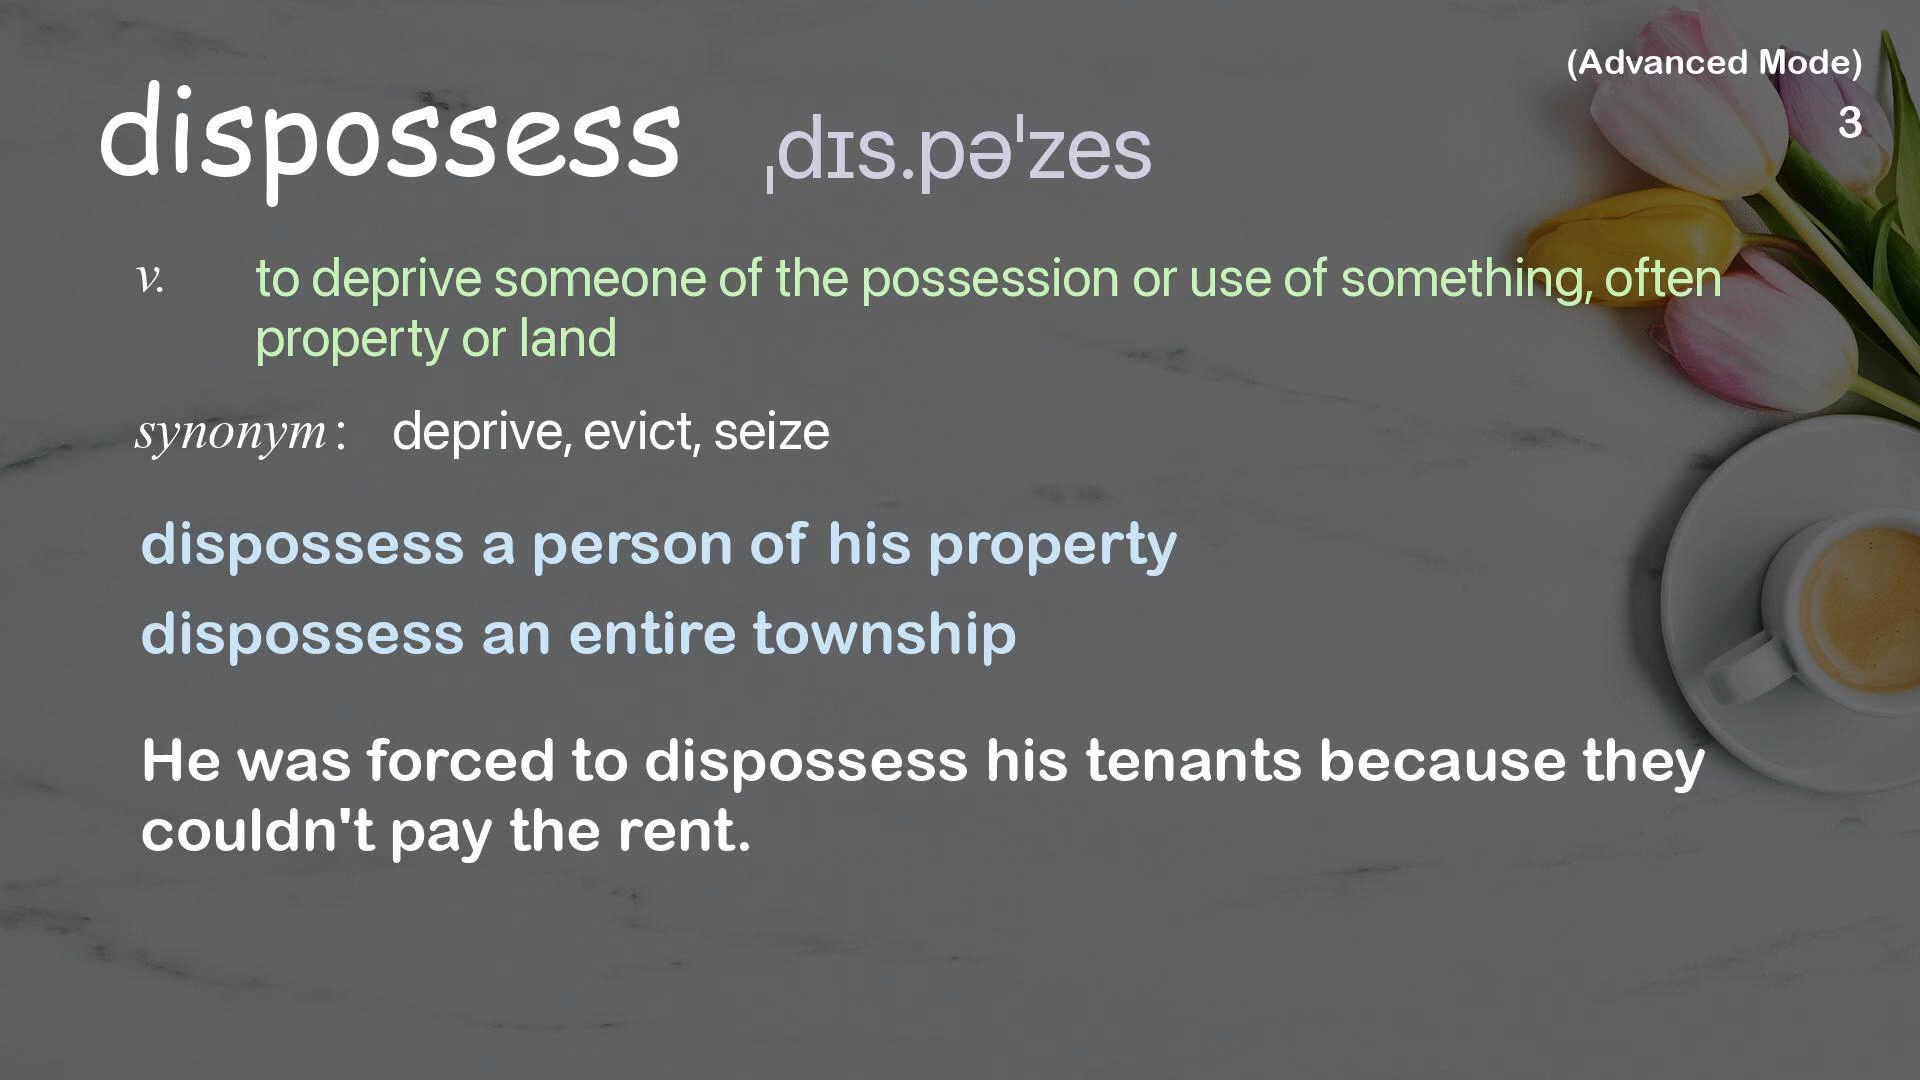 (Advanced Mode)
3
dispossess ˌdɪs.pəˈzes
v. to deprive someone of the possession or use of something, often
property or land
synonym: deprive, evict, seize
dispossess a person of his property
dispossess an entire township
He was forced to dispossess his tenants because they
couldn't pay the rent.